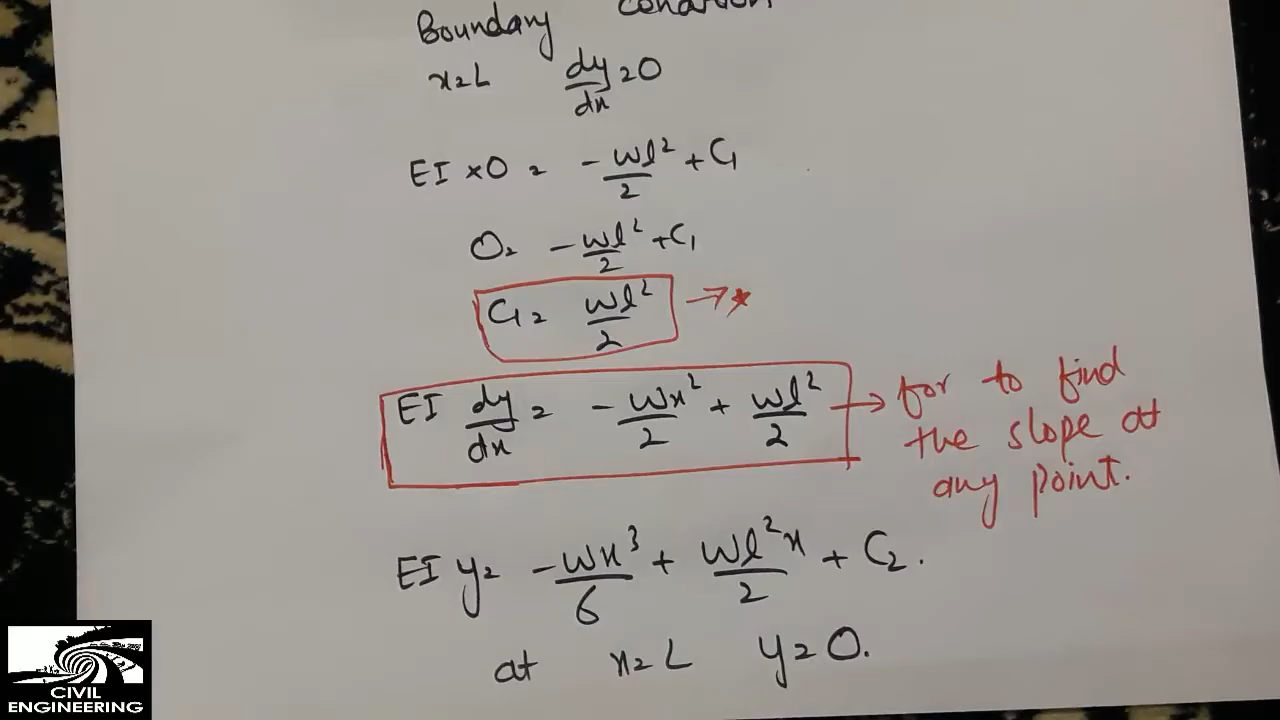 Boundary condition
x=L dy/dx=0
EI×0 = -Wl²/2 +C₁
0= -Wl²/2 +C₁
C₁= Wl²/2 →*
EI dy/dx = -Wx²/2 + Wl²/2 → for to find
the slope at
any point.
EI y= -Wx³/6 + Wl²x/2 + C₂.
at x=L y=0.
CIVIL
ENGINEERING